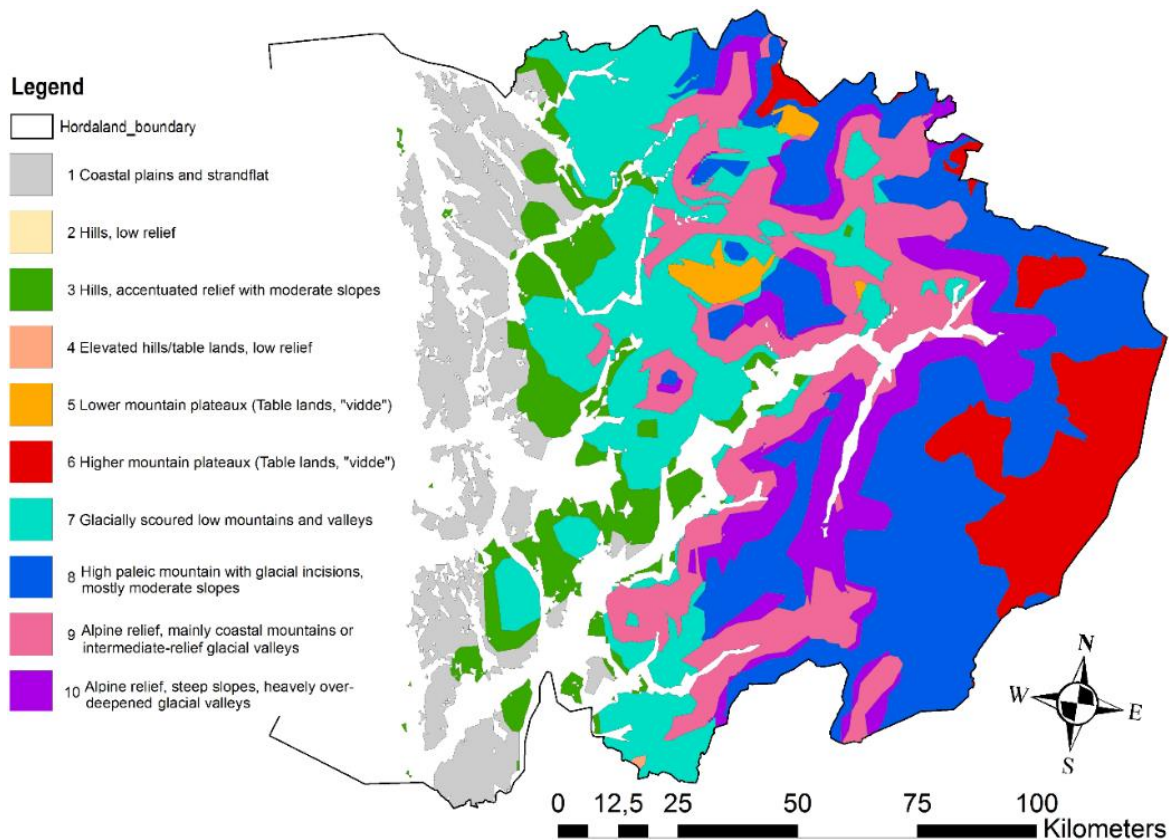 Legend
Hordaland_boundary
1 Coastal plains and strandflat
2 Hills, low relief
3 Hills, accentuated relief with moderate slopes
4 Elevated hills/table lands, low relief
5 Lower mountain plateaux (Table lands, "vidde")
6 Higher mountain plateaux (Table lands, "vidde")
7 Glacially scoured low mountains and valleys
8 High paleic mountain with glacial incisions,
mostly moderate slopes
9 Alpine relief, mainly coastal mountains or
intermediate-relief glacial valleys
10 Alpine relief, steep slopes, heavely over-
deepened glacial valleys
N
W
E
S
0 12,5 25 50 75 100
Kilometers